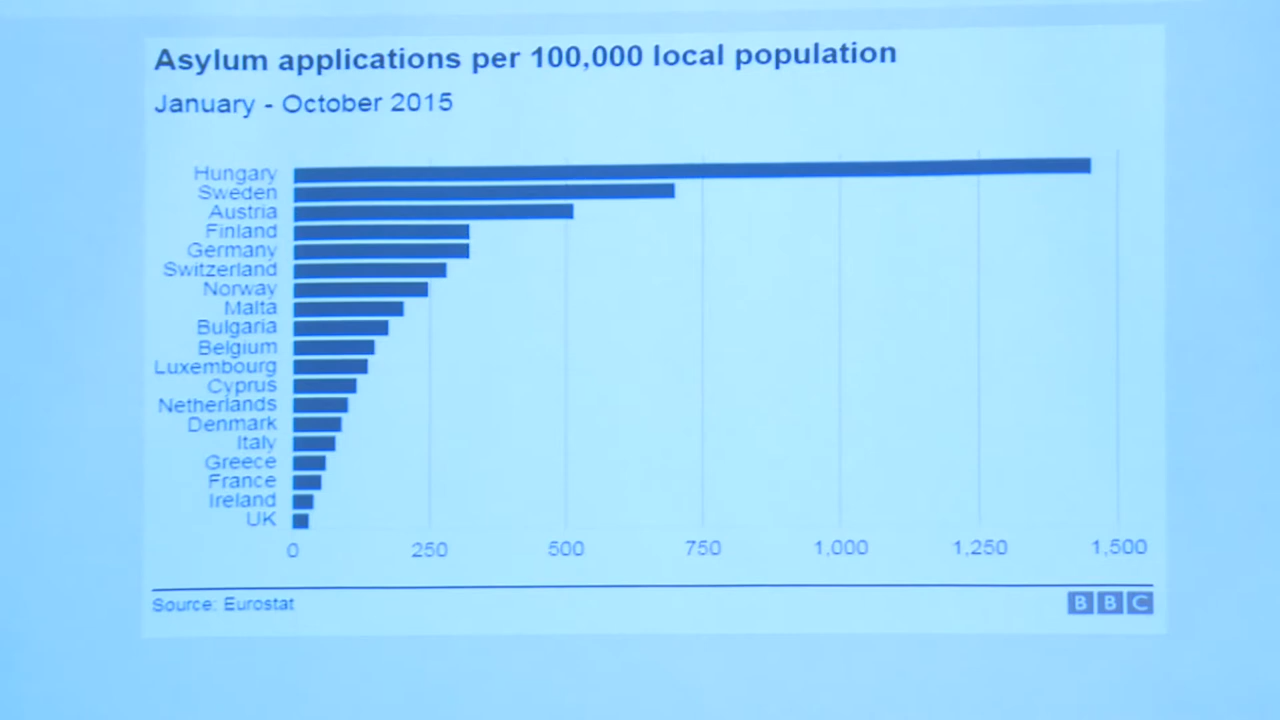 Asylum applications per 100,000 local population
January - October 2015
Hungary
Sweden
Austria
Finland
Germany
Switzerland
Norway
Malta
Bulgaria
Belgium
Luxembourg
Cyprus
Netherlands
Denmark
Italy
Greece
France
Ireland
UK
0 250 500 750 1,000 1,250 1,500
Source: Eurostat
BBC